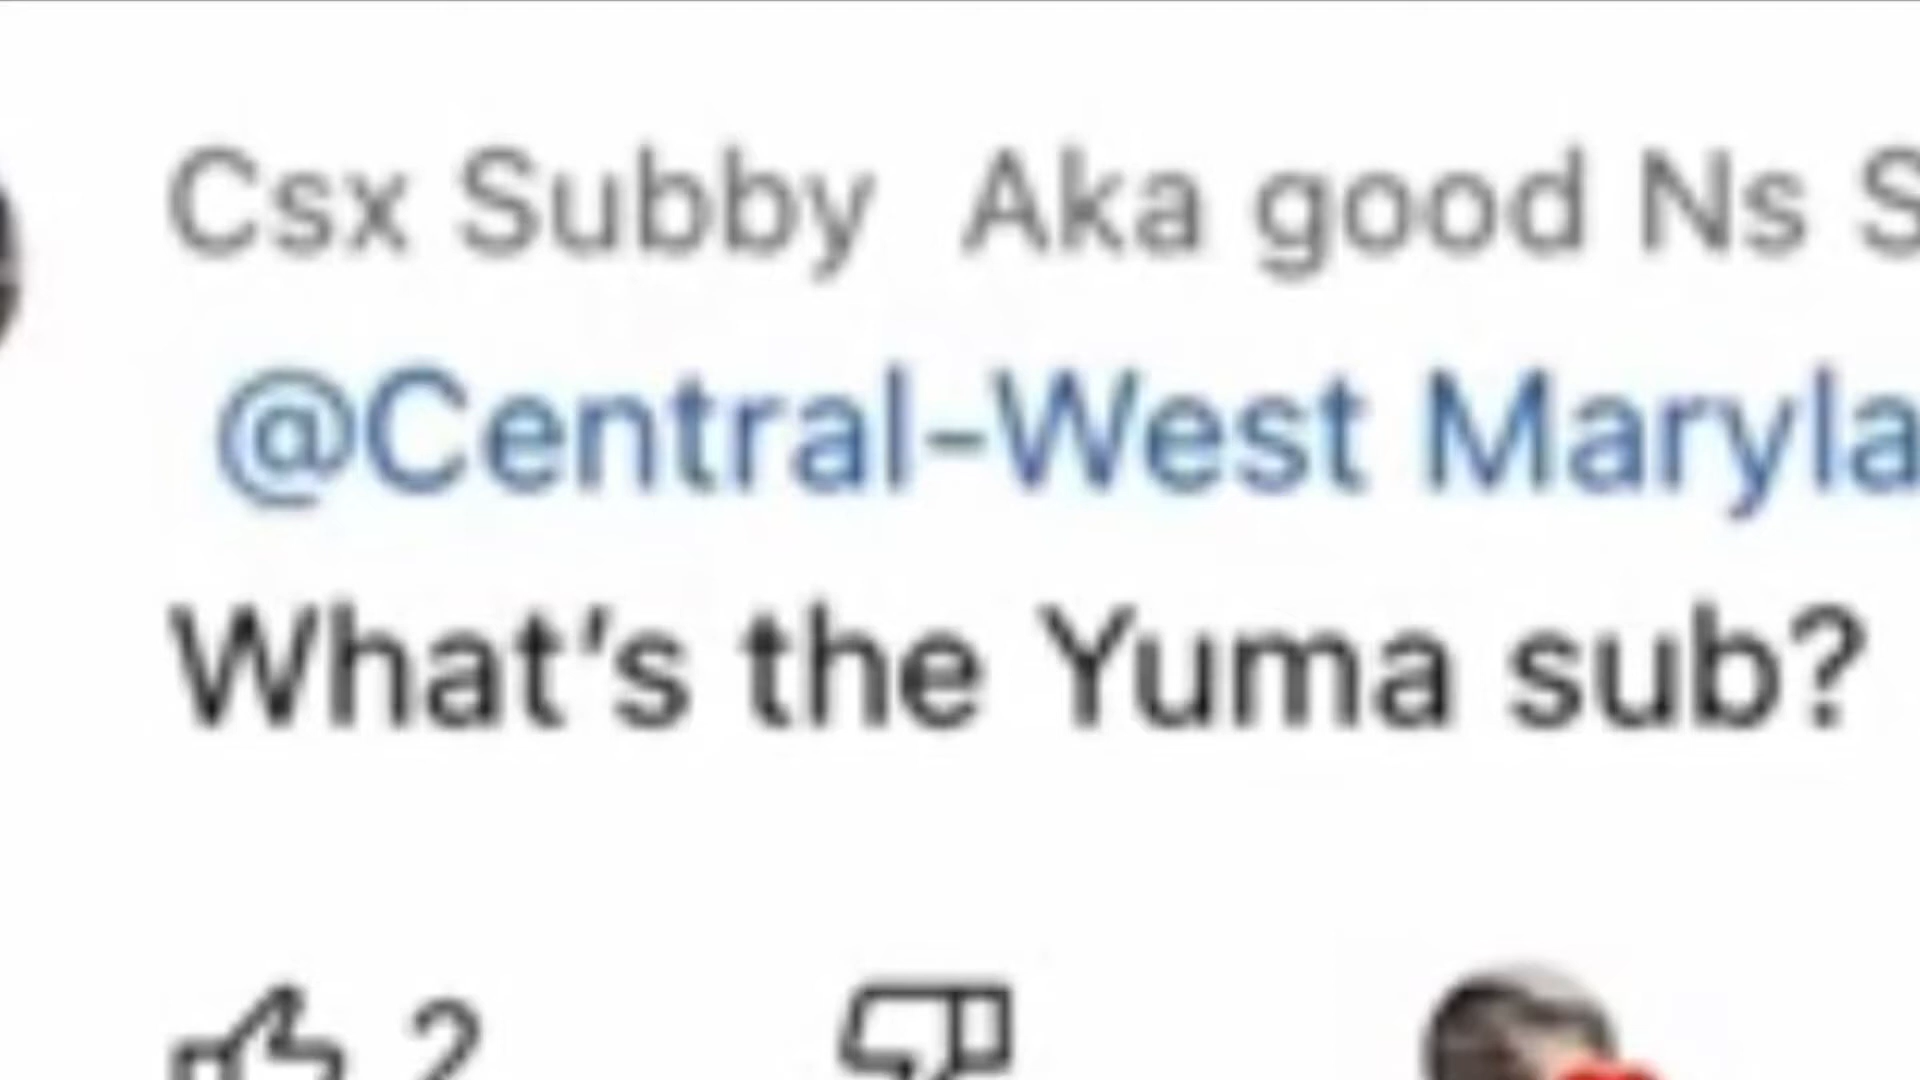 Csx Subby Aka good Ns S
@Central-West Maryla
What's the Yuma sub?
2